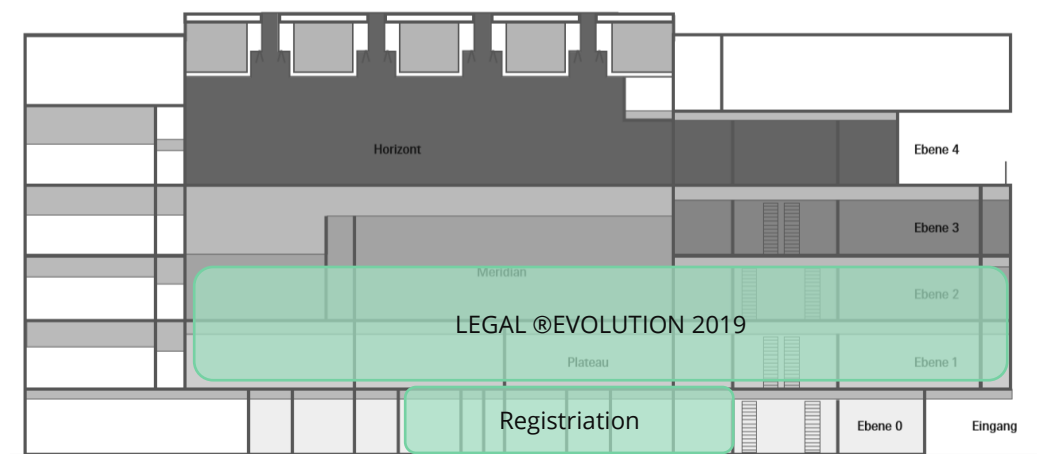 Horizont
Ebene 4
Ebene 3
Meridian
Ebene 2
LEGAL ®EVOLUTION 2019
Plateau
Ebene 1
Registriation
Ebene 0
Eingang